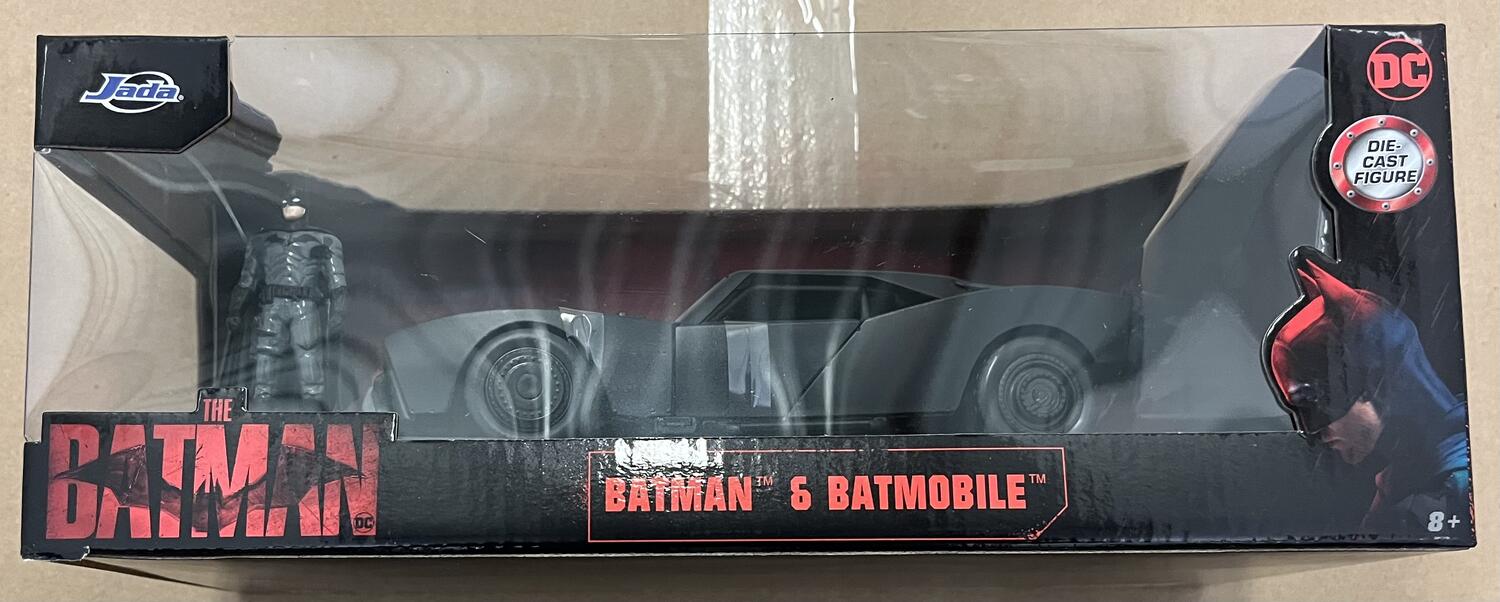 Jada
DC
DIE-
CAST
FIGURE
THE
BATMAN
DC
BATMAN™ & BATMOBILE™
8+